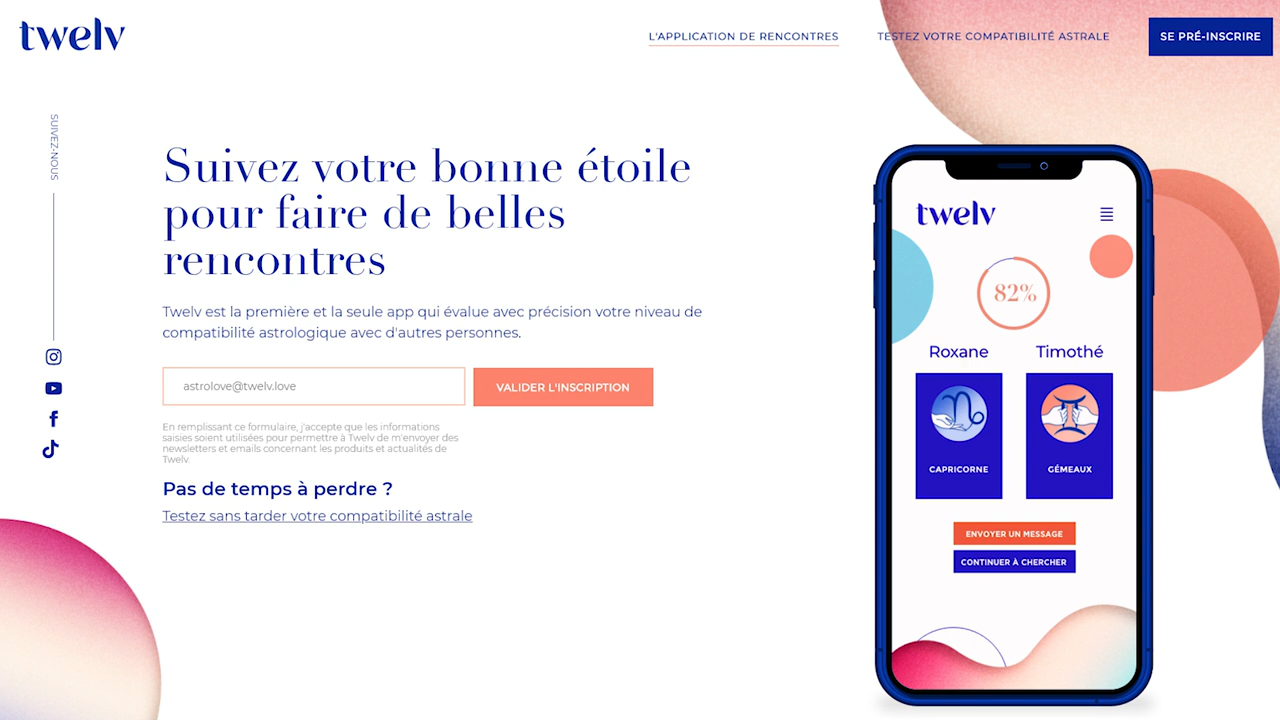 twelv
L'APPLICATION DE RENCONTRES
TESTEZ VOTRE COMPATIBILITÉ ASTRALE
SE PRÉ-INSCRIRE
SUIVEZ-NOUS
Suivez votre bonne étoile
pour faire de belles
rencontres
Twelv est la première et la seule app qui évalue avec précision votre niveau de
compatibilité astrologique avec d'autres personnes.
astrolove@twelv.love
VALIDER L'INSCRIPTION
En remplissant ce formulaire, j'accepte que les informations
saisies soient utilisées pour permettre à Twelv de m'envoyer des
newsletters et emails concernant les produits et actualités de
Twelv.
Pas de temps à perdre ?
Testez sans tarder votre compatibilité astrale
twelv
82%
Roxane
Timothé
CAPRICORNE
GÉMEAUX
ENVOYER UN MESSAGE
CONTINUER À CHERCHER